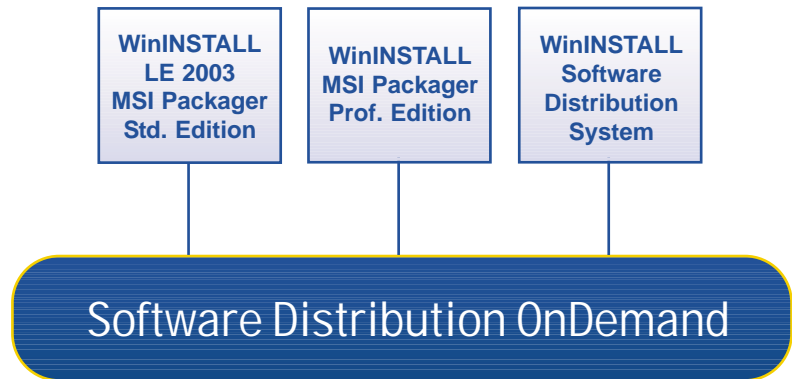 WinINSTALL
LE 2003
MSI Packager
Std. Edition
WinINSTALL
MSI Packager
Prof. Edition
WinINSTALL
Software
Distribution
System
Software Distribution OnDemand